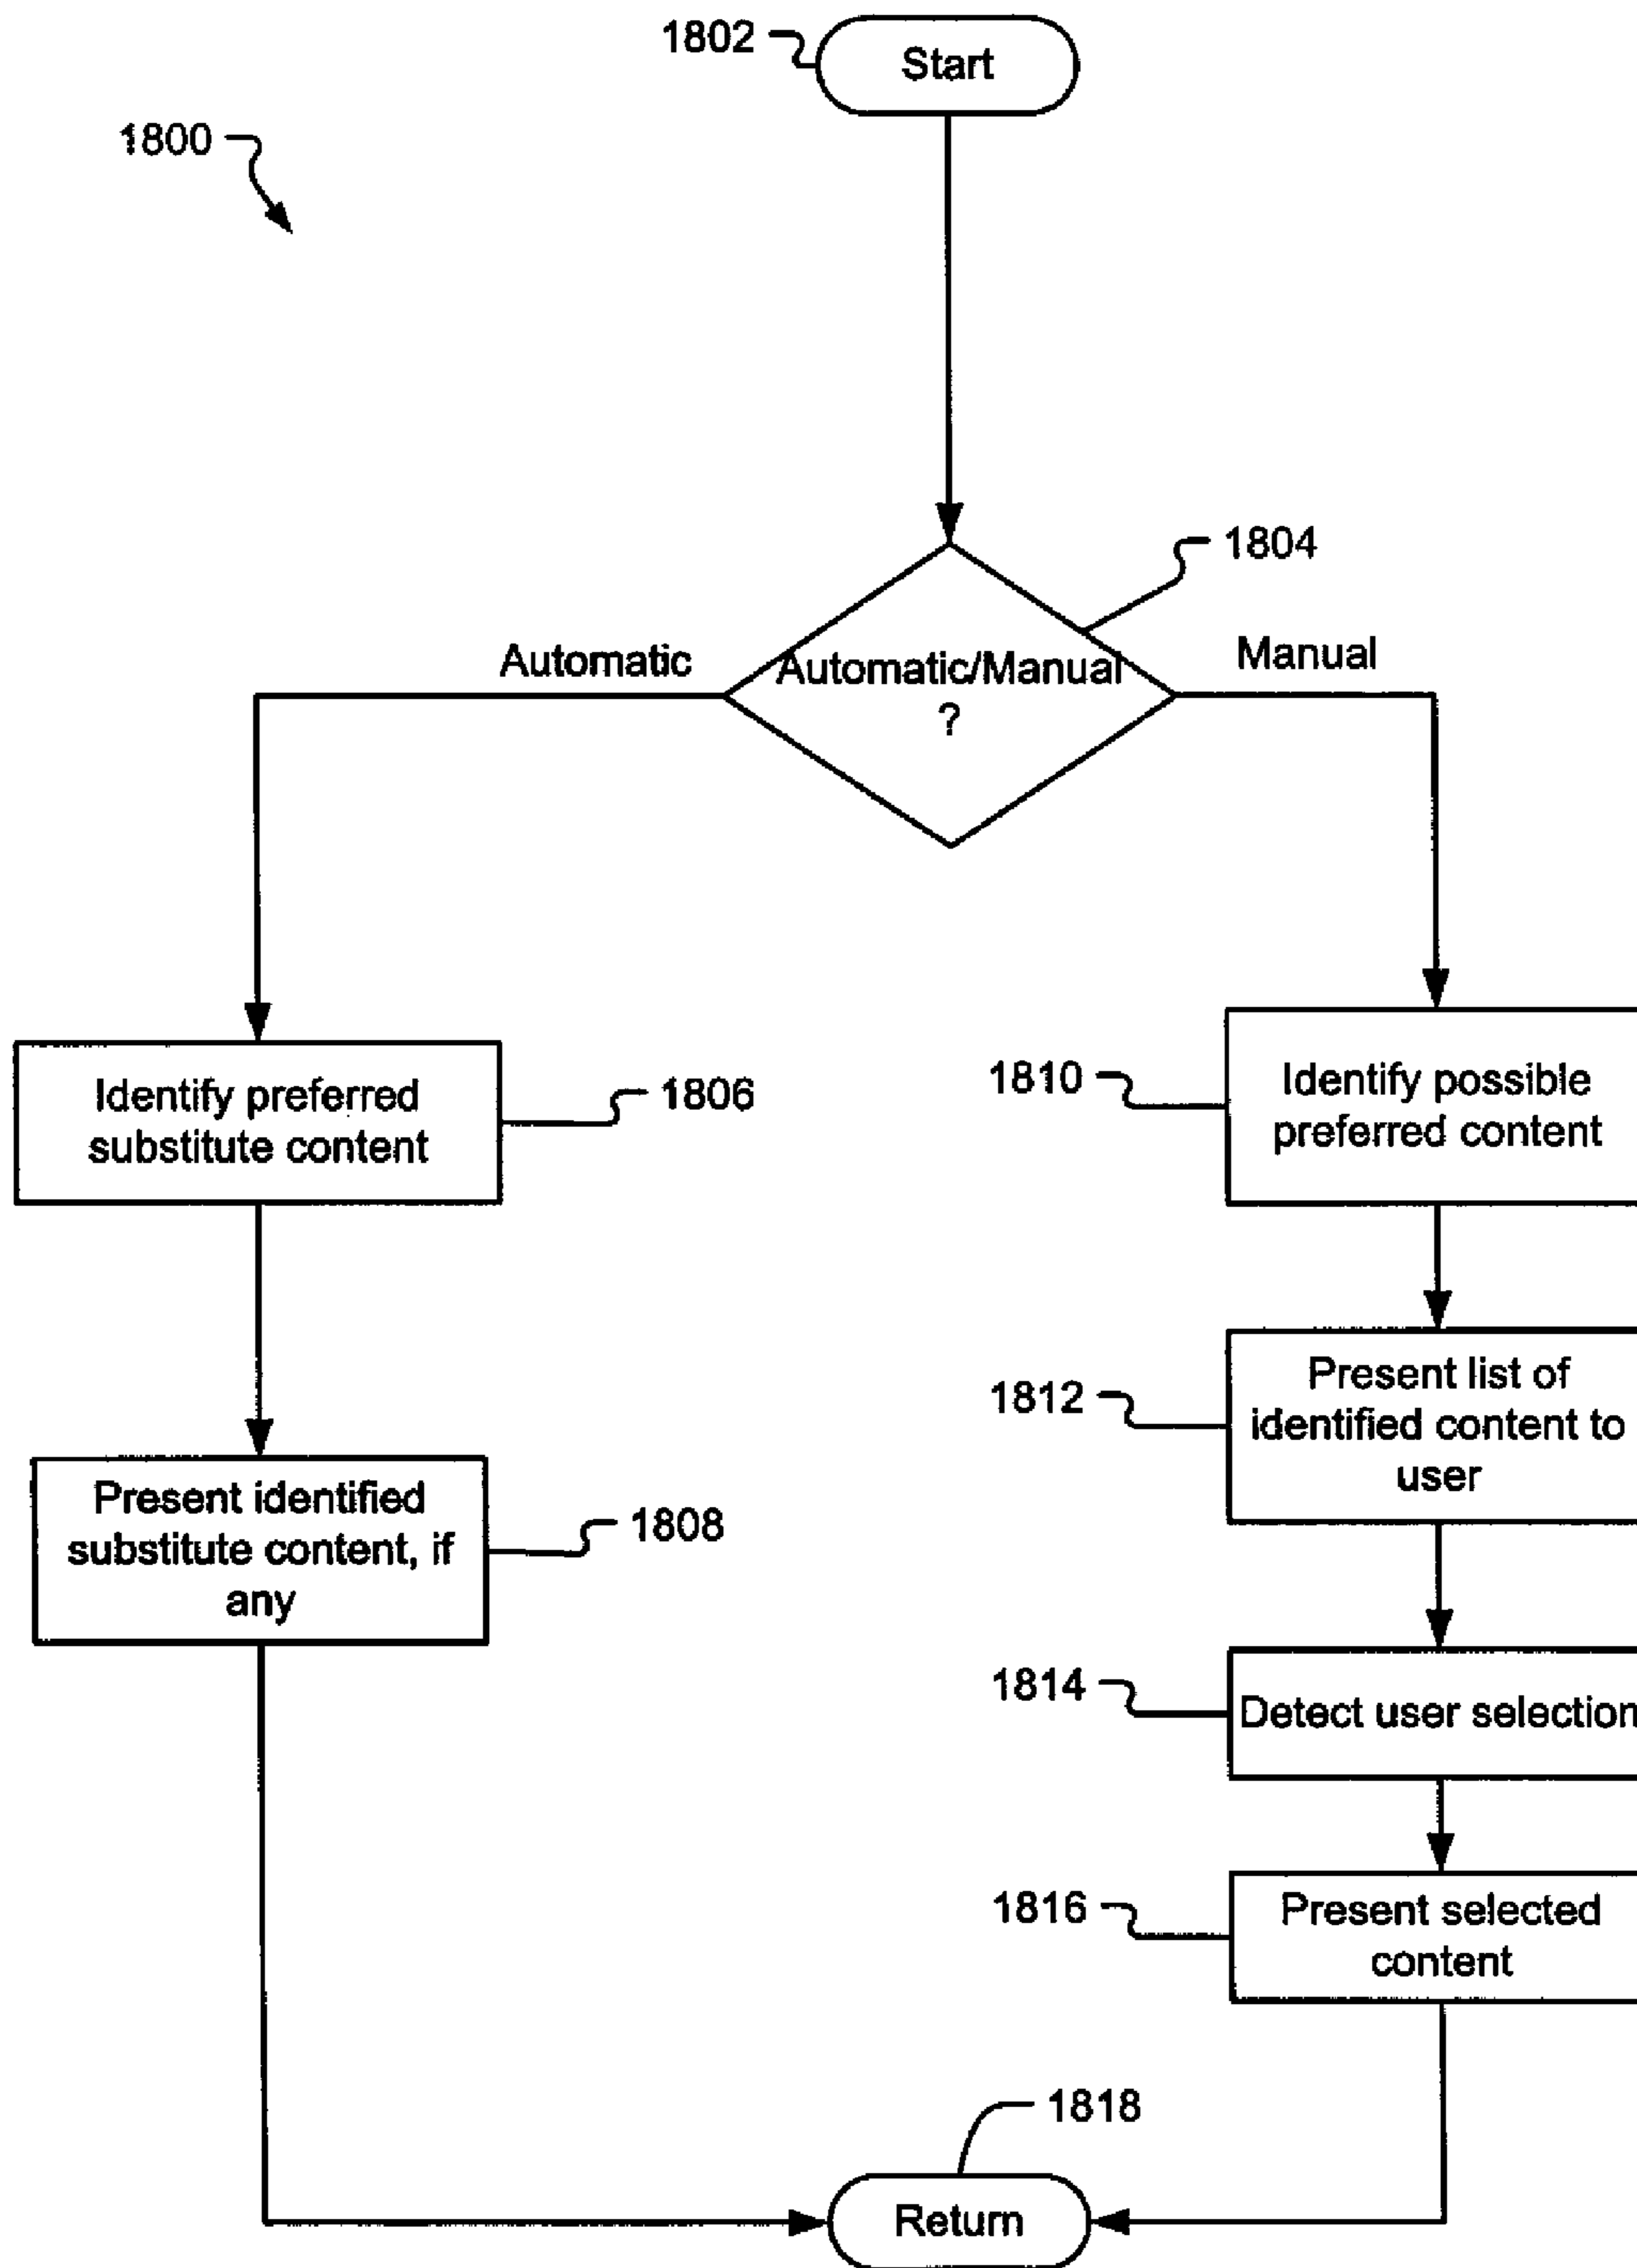 1802
Start
1800
1804
Automatic
Automatic/Manual
?
Manual
Identify preferred
substitute content
1806
1810
Identify possible
preferred content
1812
Present list of
identified content to
user
Present identified
substitute content, if
any
1808
1814
Detect user selection
1816
Present selected
content
1818
Return